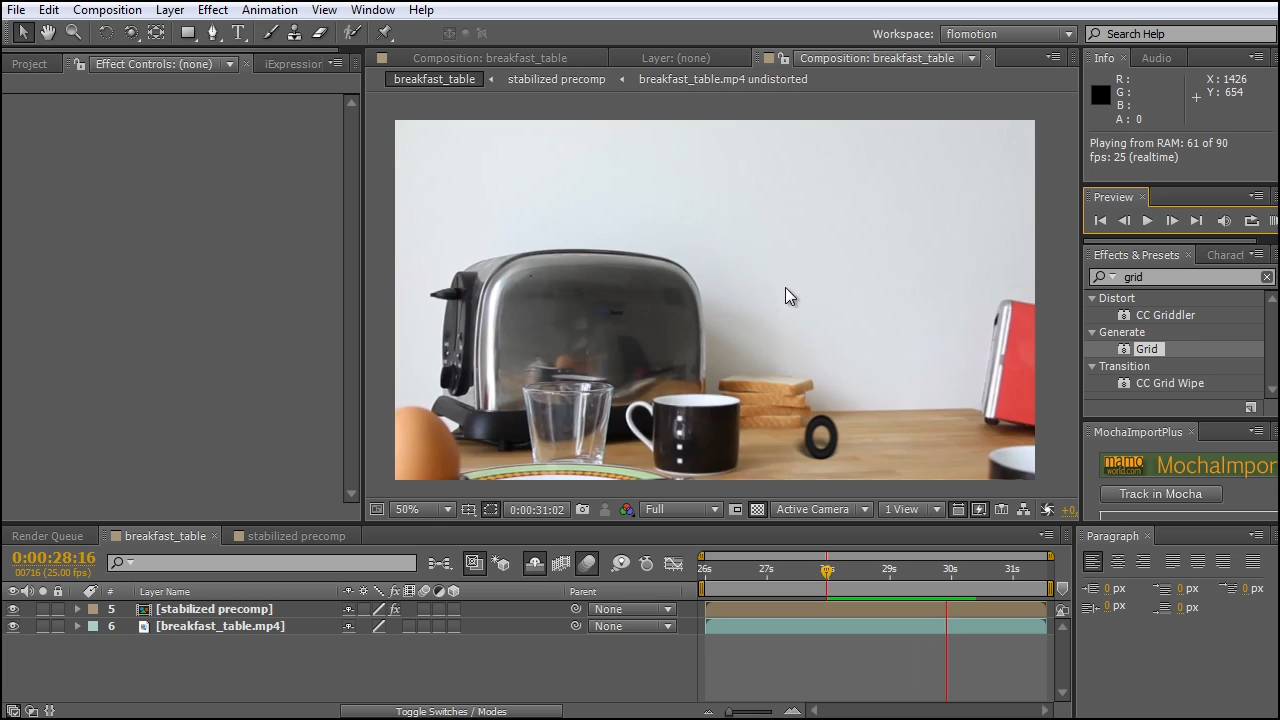 File Edit Composition Layer Effect Animation View Window Help
Workspace: flomotion Search Help
Project Effect Controls: (none) iExpression
Composition: breakfast_table Layer: (none) Composition: breakfast_table
breakfast_table stabilized precomp breakfast_table.mp4 undistorted
Info Audio
R :
G :
B :
A : 0
X : 1426
Y : 654
Playing from RAM: 61 of 90
fps: 25 (realtime)
Preview
Effects & Presets Charact
grid
Distort
CC Griddler
Generate
Grid
Transition
CC Grid Wipe
MochaImportPlus
mamoworld.com MochaImpor
Track in Mocha
50% 0:00:31:02 Full Active Camera 1 View +0,
Render Queue breakfast_table stabilized precomp
0:00:28:16
00716 (25.00 fps)
26s 27s 28s 29s 30s 31s
# Layer Name Parent
5 [stabilized precomp] None
6 [breakfast_table.mp4] None
Toggle Switches / Modes
Paragraph
0 px 0 px 0 px
0 px 0 px